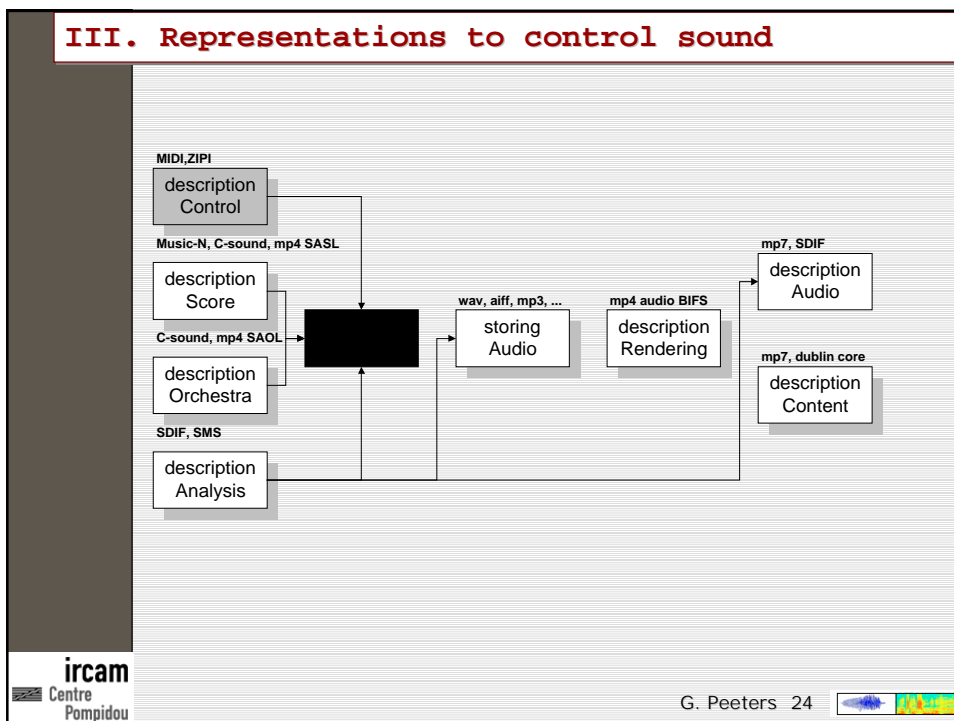 III. Representations to control sound
MIDI,ZIPI
description
Control
Music-N, C-sound, mp4 SASL
description
Score
C-sound, mp4 SAOL
description
Orchestra
SDIF, SMS
description
Analysis
wav, aiff, mp3, ...
storing
Audio
mp4 audio BIFS
description
Rendering
mp7, SDIF
description
Audio
mp7, dublin core
description
Content
ircam
Centre
Pompidou
G. Peeters 24